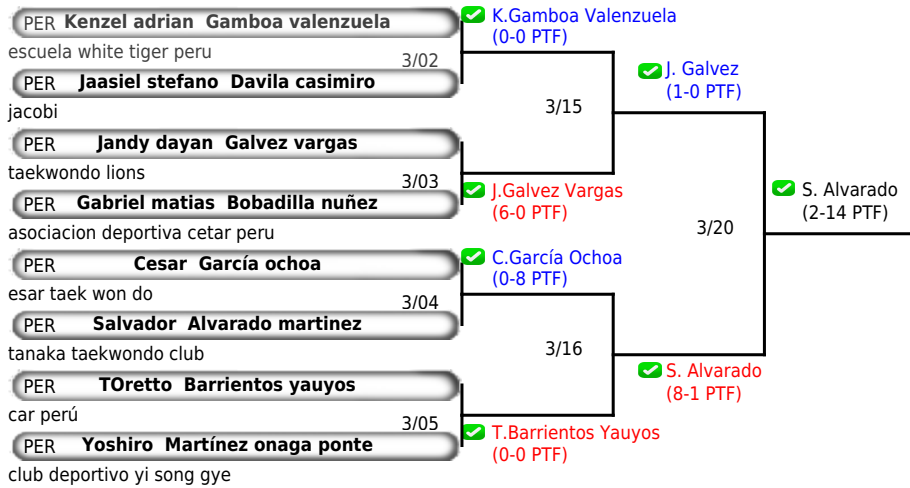 PER Kenzel adrian Gamboa valenzuela
escuela white tiger peru
3/02
PER Jaasiel stefano Davila casimiro
jacobi
PER Jandy dayan Galvez vargas
taekwondo lions
3/03
PER Gabriel matias Bobadilla nuñez
asociacion deportiva cetar peru
PER Cesar García ochoa
esar taek won do
3/04
PER Salvador Alvarado martinez
tanaka taekwondo club
PER TOretto Barrientos yauyos
car perú
3/05
PER Yoshiro Martínez onaga ponte
club deportivo yi song gye
K.Gamboa Valenzuela
(0-0 PTF)
3/15
J.Galvez Vargas
(6-0 PTF)
C.García Ochoa
(0-8 PTF)
3/16
T.Barrientos Yauyos
(0-0 PTF)
J. Galvez
(1-0 PTF)
3/20
S. Alvarado
(8-1 PTF)
S. Alvarado
(2-14 PTF)